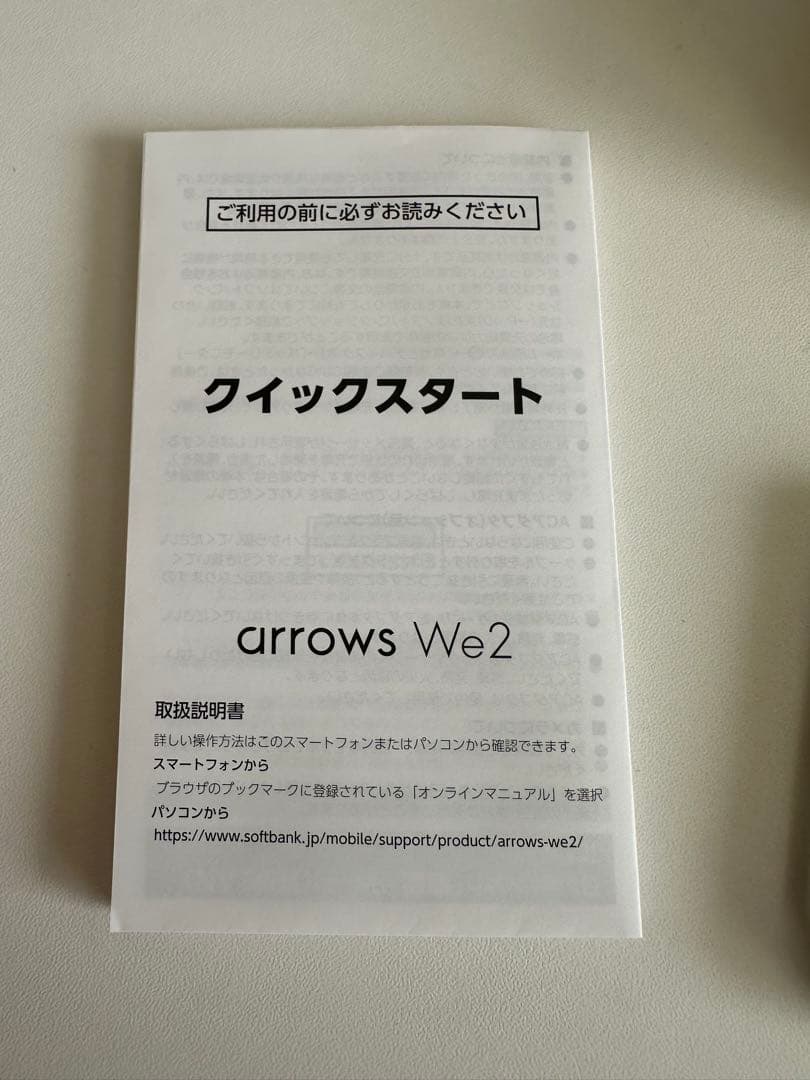 ご利用の前に必ずお読みください
クイックスタート
arrows We2
取扱説明書
詳しい操作方法はこのスマートフォンまたはパソコンから確認できます。
スマートフォンから
ブラウザのブックマークに登録されている「オンラインマニュアル」を選択
パソコンから
https://www.softbank.jp/mobile/support/product/arrows-we2/